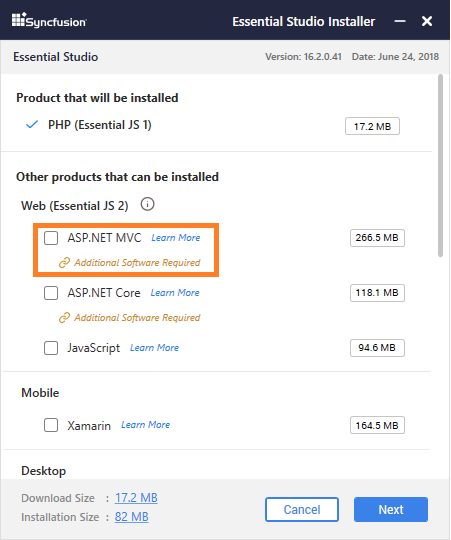 Syncfusion Essential Studio Installer
Essential Studio Version: 16.2.0.41 Date: June 24, 2018
Product that will be installed
PHP (Essential JS 1) 17.2 MB
Other products that can be installed
Web (Essential JS 2)
ASP.NET MVC Learn More 266.5 MB
Additional Software Required
ASP.NET Core Learn More 118.1 MB
Additional Software Required
JavaScript Learn More 94.6 MB
Mobile
Xamarin Learn More 164.5 MB
Desktop
Download Size : 17.2 MB
Installation Size : 82 MB
Cancel Next